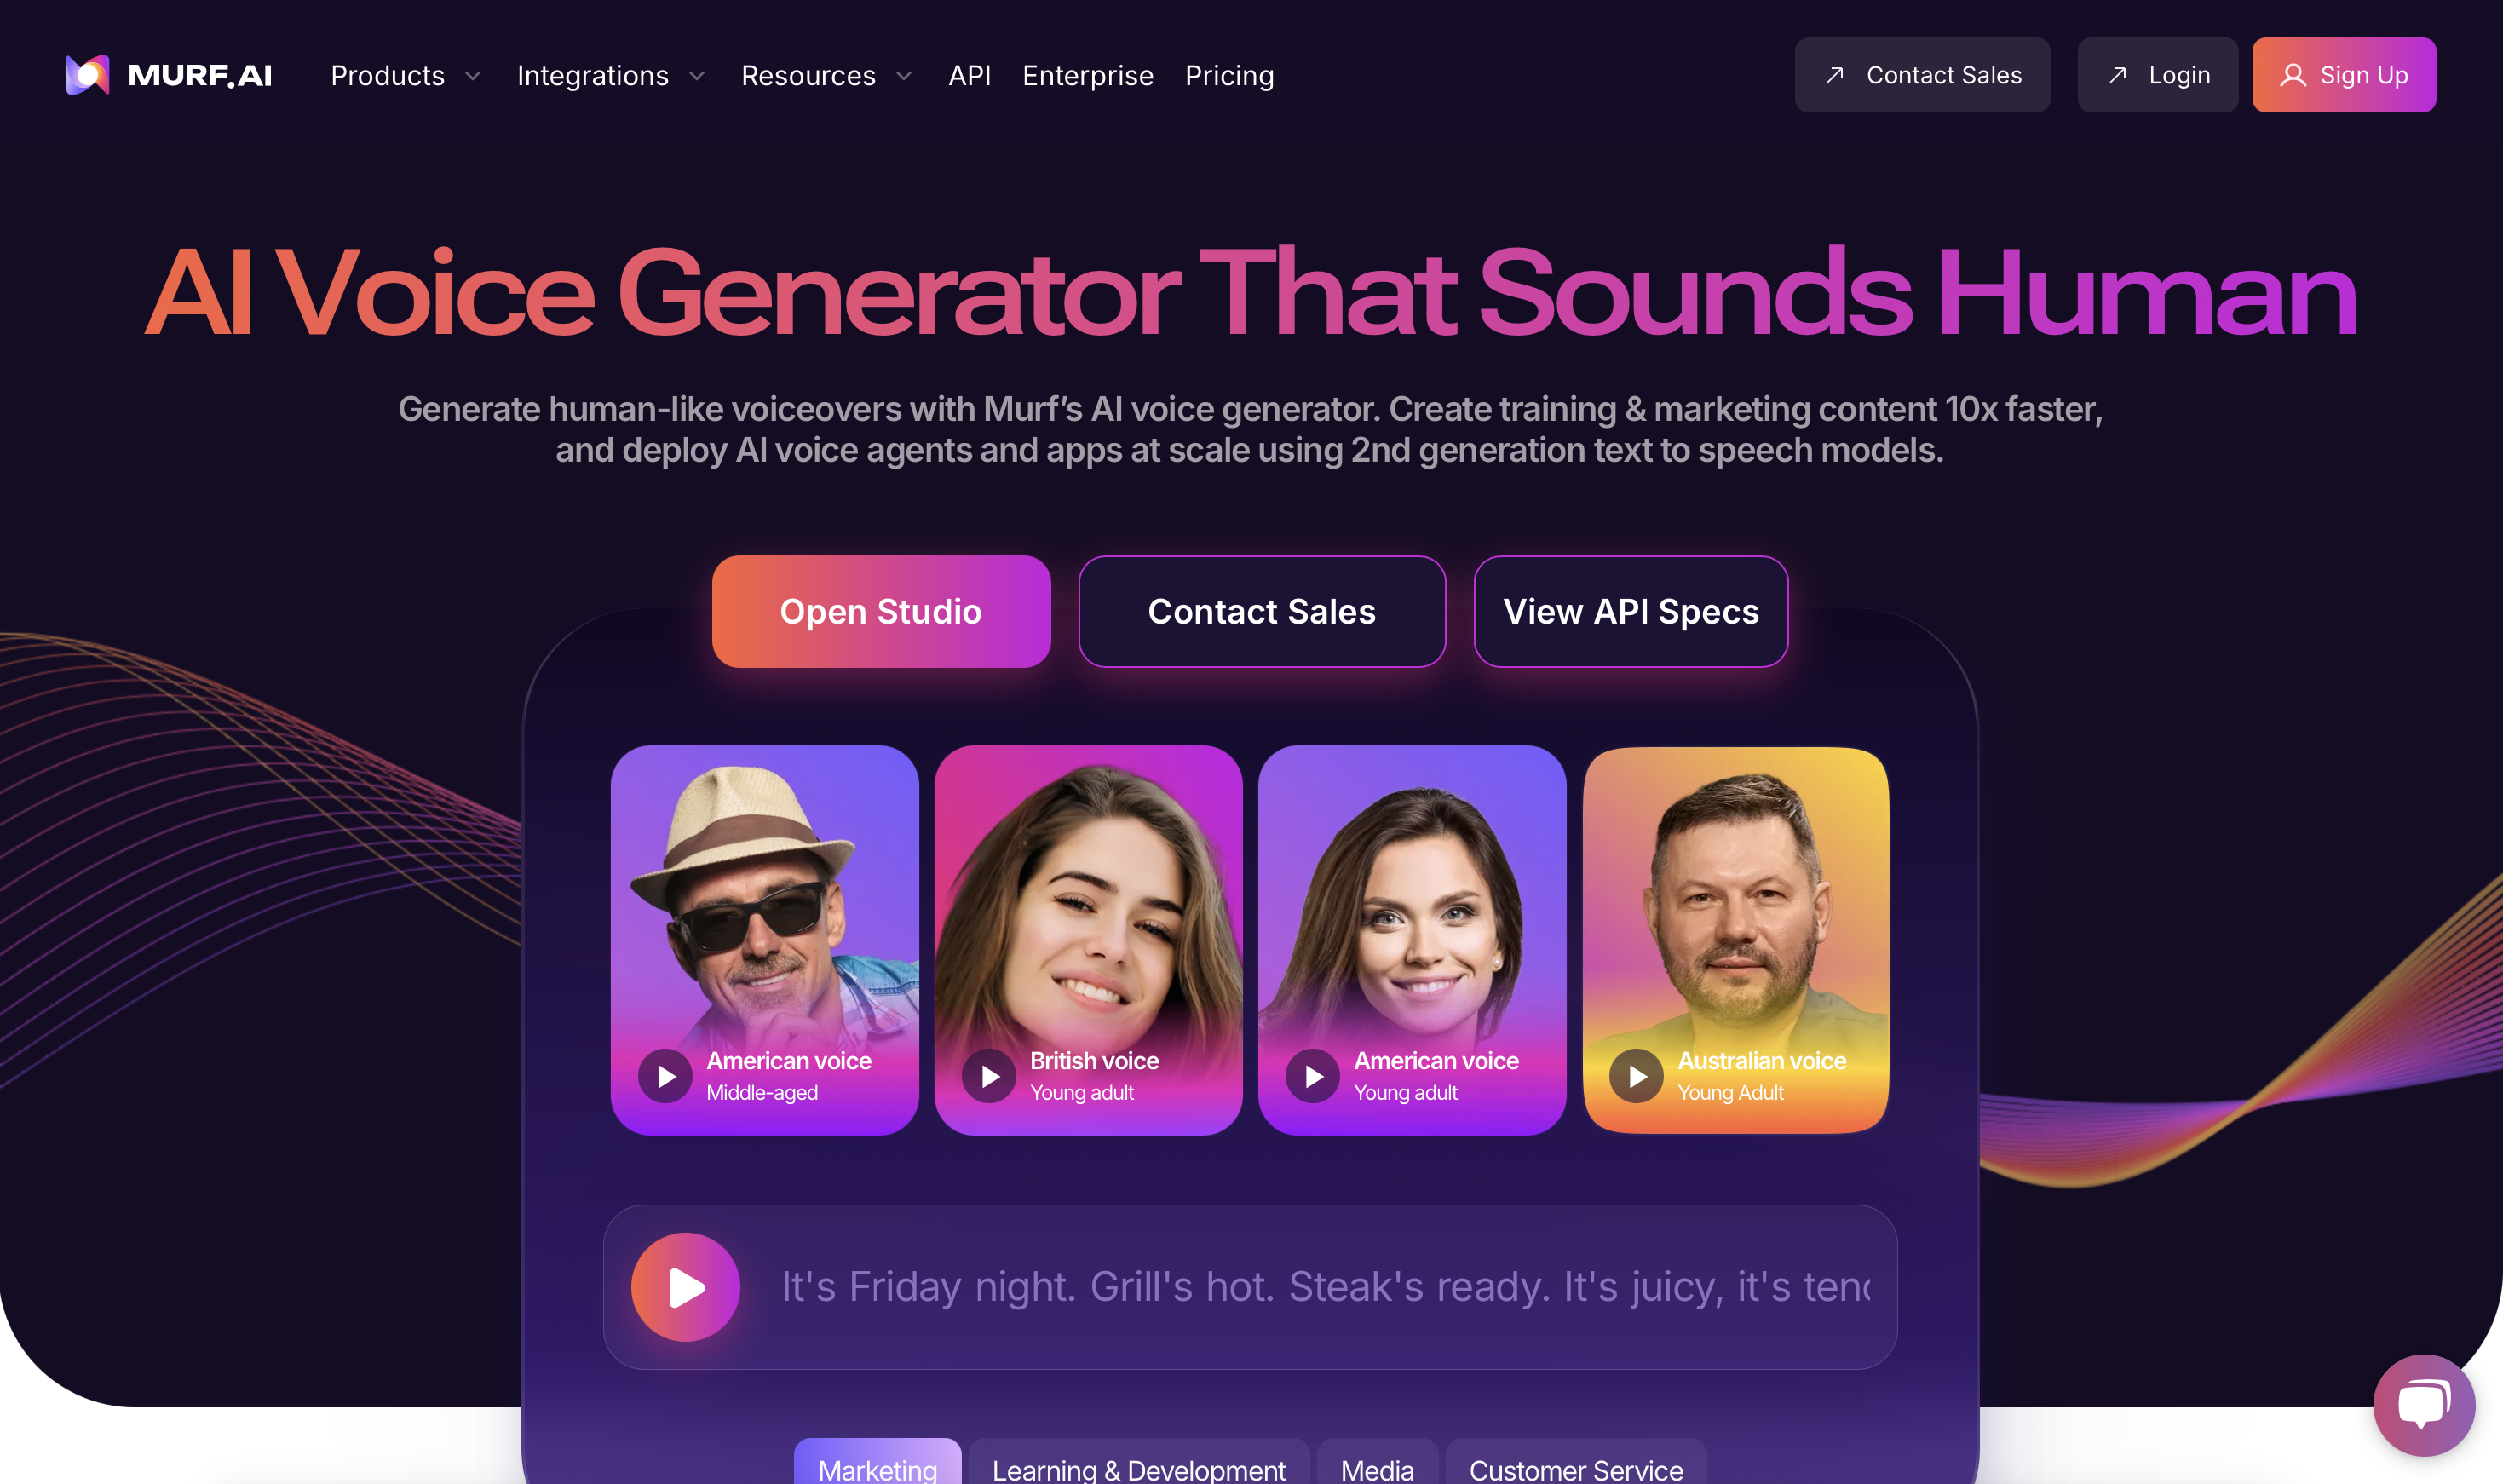 MURF.AI
Products
Integrations
Resources
API
Enterprise
Pricing
Contact Sales
Login
Sign Up
AI Voice Generator That Sounds Human
Generate human-like voiceovers with Murf’s AI voice generator. Create training & marketing content 10x faster,
and deploy AI voice agents and apps at scale using 2nd generation text to speech models.
Open Studio
Contact Sales
View API Specs
American voice
Middle-aged
British voice
Young adult
American voice
Young adult
Australian voice
Young Adult
It's Friday night. Grill's hot. Steak's ready. It's juicy, it's
Marketing
Learning & Development
Media
Customer Service